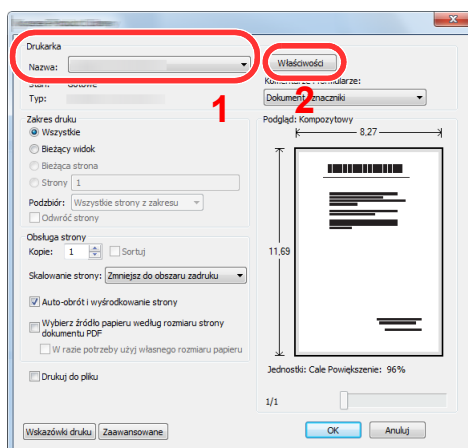 Drukarka
Nazwa:
Właściwości
Stan: Gotowe
Komentarze i formularze:
Typ:
1
2
Dokument i znaczniki
Zakres druku
Podgląd: Kompozytowy
Wszystkie
8,27
Bieżący widok
Bieżąca strona
Strony 1
Podzbiór: Wszystkie strony z zakresu
Odwróć strony
Obsługa strony
Kopie: 1 Sortuj
11,69
Skalowanie strony: Zmniejsz do obszaru zadruku
Auto-obrót i wyśrodkowanie strony
Wybierz źródło papieru według rozmiaru strony
dokumentu PDF
W razie potrzeby użyj własnego rozmiaru papieru
Jednostki: Cale Powiększenie: 96%
Drukuj do pliku
1/1
Wskazówki druku Zaawansowane OK Anuluj